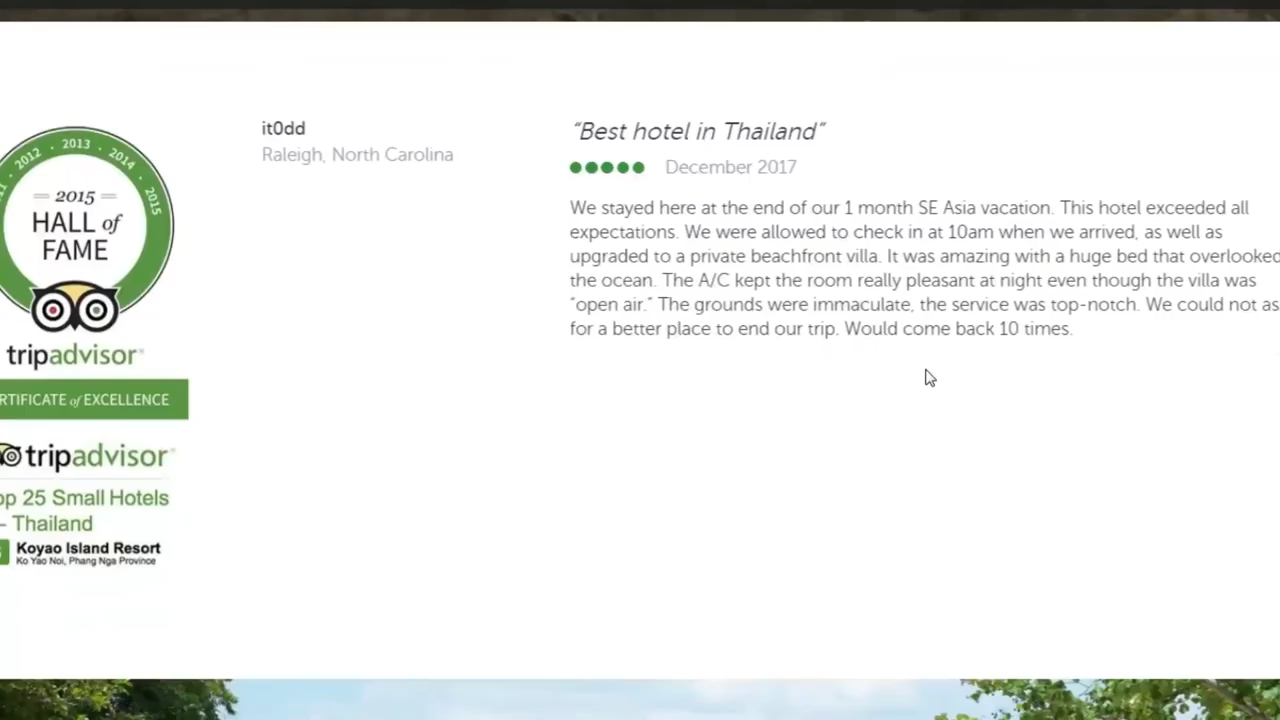 2012 · 2013 · 2014 · 2015
2015
HALL of
FAME
tripadvisor®
CERTIFICATE of EXCELLENCE
tripadvisor®
Top 25 Small Hotels
– Thailand
Koyao Island Resort
Ko Yao Noi, Phang Nga Province
it0dd
Raleigh, North Carolina
“Best hotel in Thailand”
December 2017
We stayed here at the end of our 1 month SE Asia vacation. This hotel exceeded all
expectations. We were allowed to check in at 10am when we arrived, as well as
upgraded to a private beachfront villa. It was amazing with a huge bed that overlooked
the ocean. The A/C kept the room really pleasant at night even though the villa was
“open air.” The grounds were immaculate, the service was top-notch. We could not as
for a better place to end our trip. Would come back 10 times.